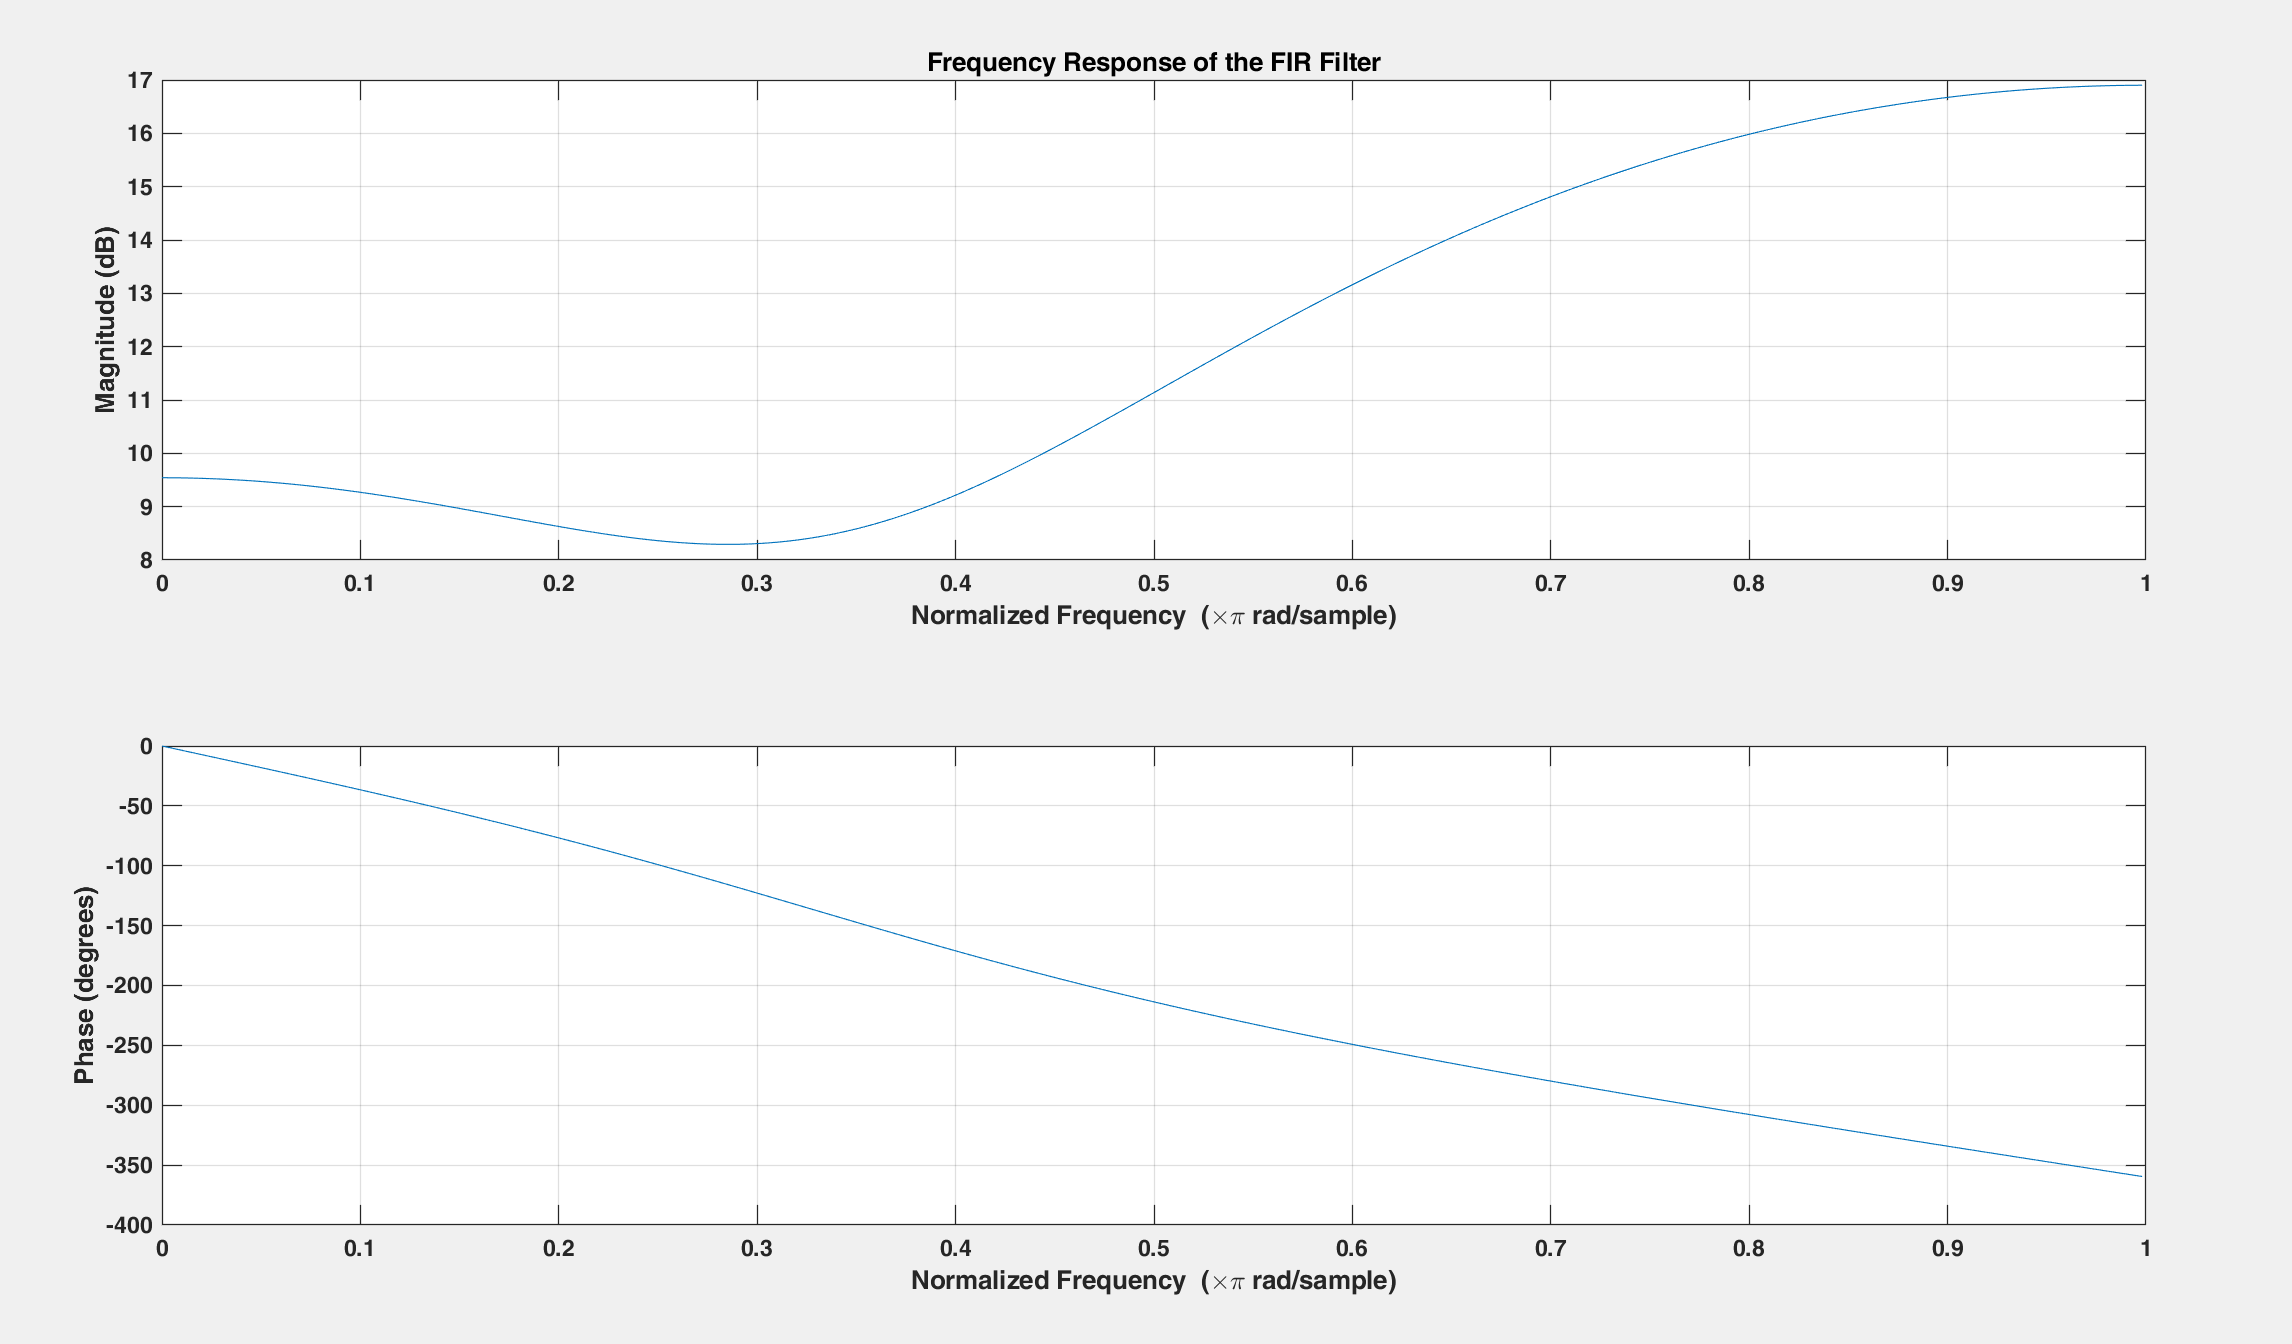 Frequency Response of the FIR Filter
17
16
15
14
13
12
11
10
9
8
Magnitude (dB)
0 0.1 0.2 0.3 0.4 0.5 0.6 0.7 0.8 0.9 1
Normalized Frequency (×π rad/sample)
0
-50
-100
-150
-200
-250
-300
-350
-400
Phase (degrees)
0 0.1 0.2 0.3 0.4 0.5 0.6 0.7 0.8 0.9 1
Normalized Frequency (×π rad/sample)